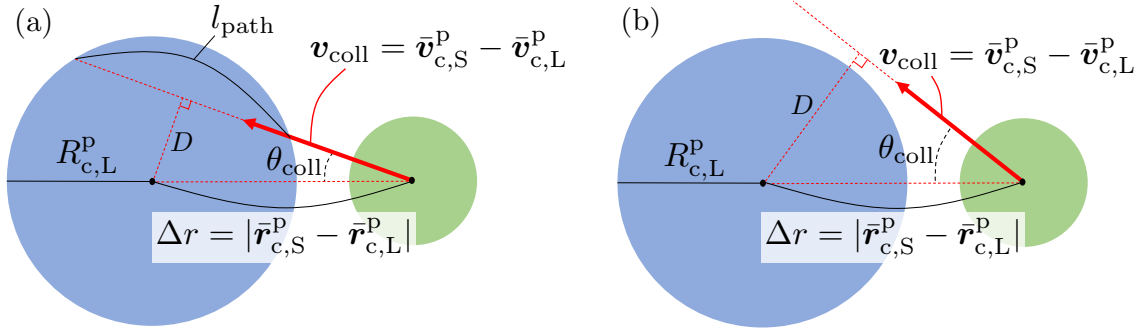 (a)
l_path
𝒗_coll = 𝒗̄^p_c,S − 𝒗̄^p_c,L
D
R^p_c,L
θ_coll
Δr = |𝒓̄^p_c,S − 𝒓̄^p_c,L|
(b)
𝒗_coll = 𝒗̄^p_c,S − 𝒗̄^p_c,L
D
R^p_c,L
θ_coll
Δr = |𝒓̄^p_c,S − 𝒓̄^p_c,L|